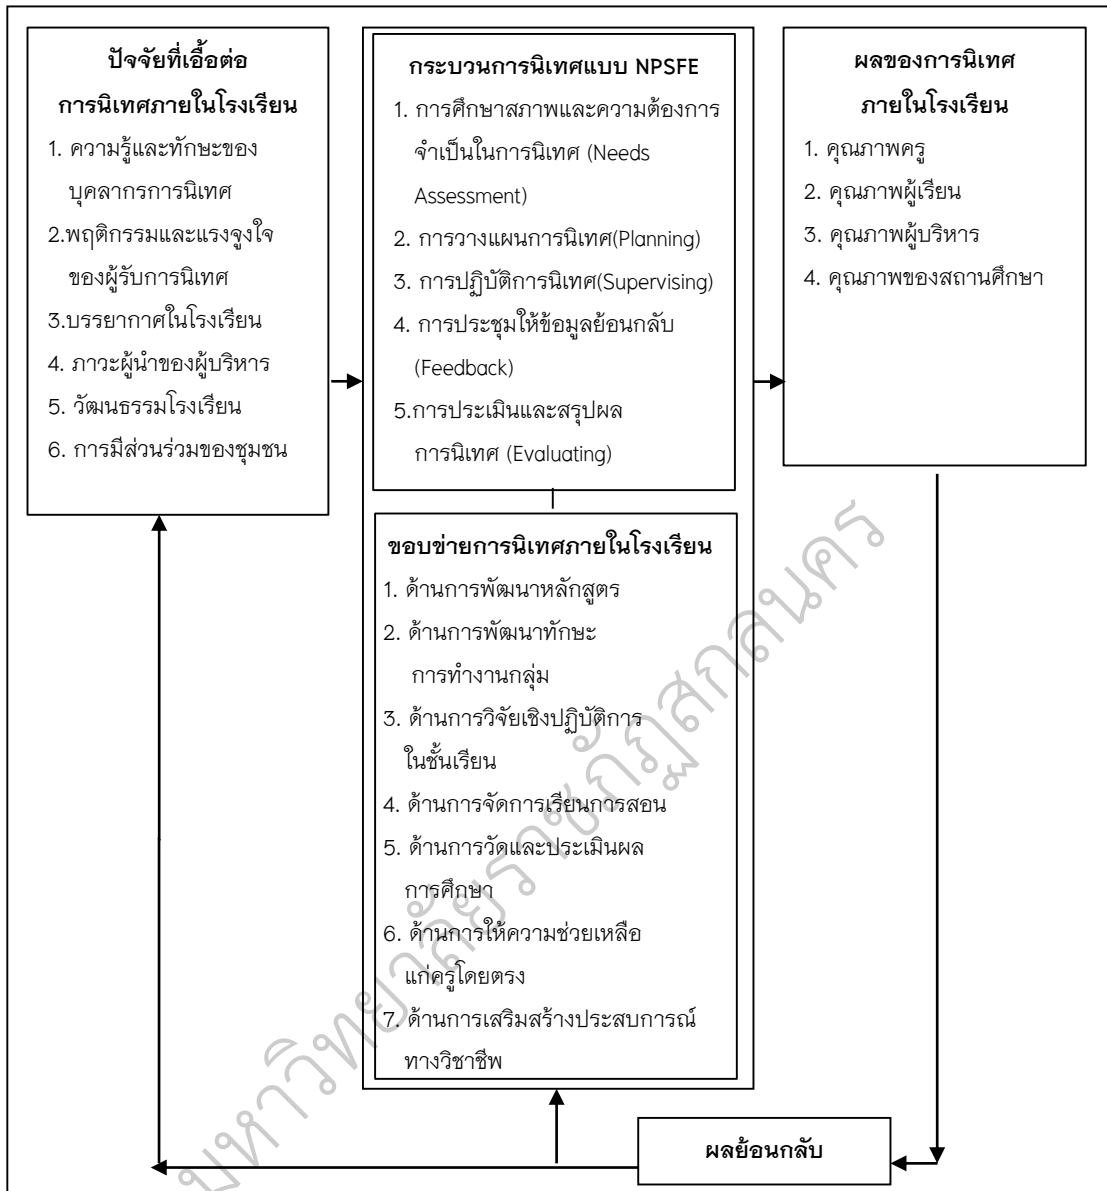 ปัจจัยที่เอื้อต่อ
การนิเทศภายในโรงเรียน
1. ความรู้และทักษะของ
บุคลากรการนิเทศ
2.พฤติกรรมและแรงจูงใจ
ของผู้รับการนิเทศ
3.บรรยากาศในโรงเรียน
4. ภาวะผู้นำของผู้บริหาร
5. วัฒนธรรมโรงเรียน
6. การมีส่วนร่วมของชุมชน
กระบวนการนิเทศแบบ NPSFE
1. การศึกษาสภาพและความต้องการ
จำเป็นในการนิเทศ (Needs
Assessment)
2. การวางแผนการนิเทศ(Planning)
3. การปฏิบัติการนิเทศ(Supervising)
4. การประชุมให้ข้อมูลย้อนกลับ
(Feedback)
5.การประเมินและสรุปผล
การนิเทศ (Evaluating)
ขอบข่ายการนิเทศภายในโรงเรียน
1. ด้านการพัฒนาหลักสูตร
2. ด้านการพัฒนาทักษะ
การทำงานกลุ่ม
3. ด้านการวิจัยเชิงปฏิบัติการ
ในชั้นเรียน
4. ด้านการจัดการเรียนการสอน
5. ด้านการวัดและประเมินผล
การศึกษา
6. ด้านการให้ความช่วยเหลือ
แก่ครูโดยตรง
7. ด้านการเสริมสร้างประสบการณ์
ทางวิชาชีพ
ผลของการนิเทศ
ภายในโรงเรียน
1. คุณภาพครู
2. คุณภาพผู้เรียน
3. คุณภาพผู้บริหาร
4. คุณภาพของสถานศึกษา
ผลย้อนกลับ
มหาวิทยาลัยราชภัฏสกลนคร